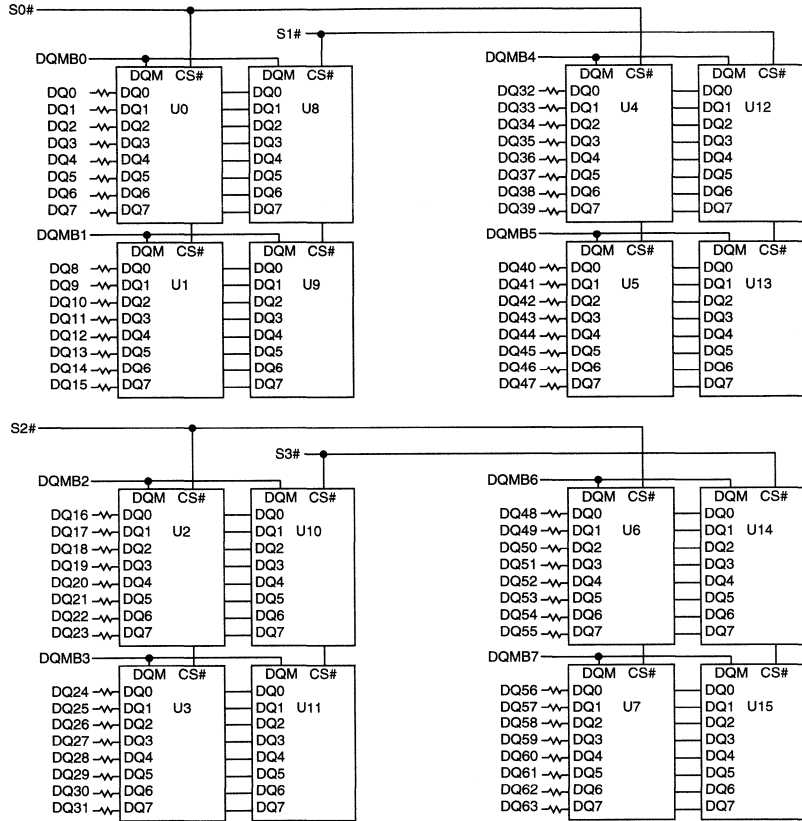 S0#
S1#
DQMB0
DQM CS# DQM CS#
DQ0 DQ0 DQ0
DQ1 DQ1 U0 DQ1 U8
DQ2 DQ2 DQ2
DQ3 DQ3 DQ3
DQ4 DQ4 DQ4
DQ5 DQ5 DQ5
DQ6 DQ6 DQ6
DQ7 DQ7 DQ7
DQMB1
DQM CS# DQM CS#
DQ8 DQ0 DQ0
DQ9 DQ1 U1 DQ1 U9
DQ10 DQ2 DQ2
DQ11 DQ3 DQ3
DQ12 DQ4 DQ4
DQ13 DQ5 DQ5
DQ14 DQ6 DQ6
DQ15 DQ7 DQ7
DQMB4
DQM CS# DQM CS#
DQ32 DQ0 DQ0
DQ33 DQ1 U4 DQ1 U12
DQ34 DQ2 DQ2
DQ35 DQ3 DQ3
DQ36 DQ4 DQ4
DQ37 DQ5 DQ5
DQ38 DQ6 DQ6
DQ39 DQ7 DQ7
DQMB5
DQM CS# DQM CS#
DQ40 DQ0 DQ0
DQ41 DQ1 U5 DQ1 U13
DQ42 DQ2 DQ2
DQ43 DQ3 DQ3
DQ44 DQ4 DQ4
DQ45 DQ5 DQ5
DQ46 DQ6 DQ6
DQ47 DQ7 DQ7
S2#
S3#
DQMB2
DQM CS# DQM CS#
DQ16 DQ0 DQ0
DQ17 DQ1 U2 DQ1 U10
DQ18 DQ2 DQ2
DQ19 DQ3 DQ3
DQ20 DQ4 DQ4
DQ21 DQ5 DQ5
DQ22 DQ6 DQ6
DQ23 DQ7 DQ7
DQMB3
DQM CS# DQM CS#
DQ24 DQ0 DQ0
DQ25 DQ1 U3 DQ1 U11
DQ26 DQ2 DQ2
DQ27 DQ3 DQ3
DQ28 DQ4 DQ4
DQ29 DQ5 DQ5
DQ30 DQ6 DQ6
DQ31 DQ7 DQ7
DQMB6
DQM CS# DQM CS#
DQ48 DQ0 DQ0
DQ49 DQ1 U6 DQ1 U14
DQ50 DQ2 DQ2
DQ51 DQ3 DQ3
DQ52 DQ4 DQ4
DQ53 DQ5 DQ5
DQ54 DQ6 DQ6
DQ55 DQ7 DQ7
DQMB7
DQM CS# DQM CS#
DQ56 DQ0 DQ0
DQ57 DQ1 U7 DQ1 U15
DQ58 DQ2 DQ2
DQ59 DQ3 DQ3
DQ60 DQ4 DQ4
DQ61 DQ5 DQ5
DQ62 DQ6 DQ6
DQ63 DQ7 DQ7